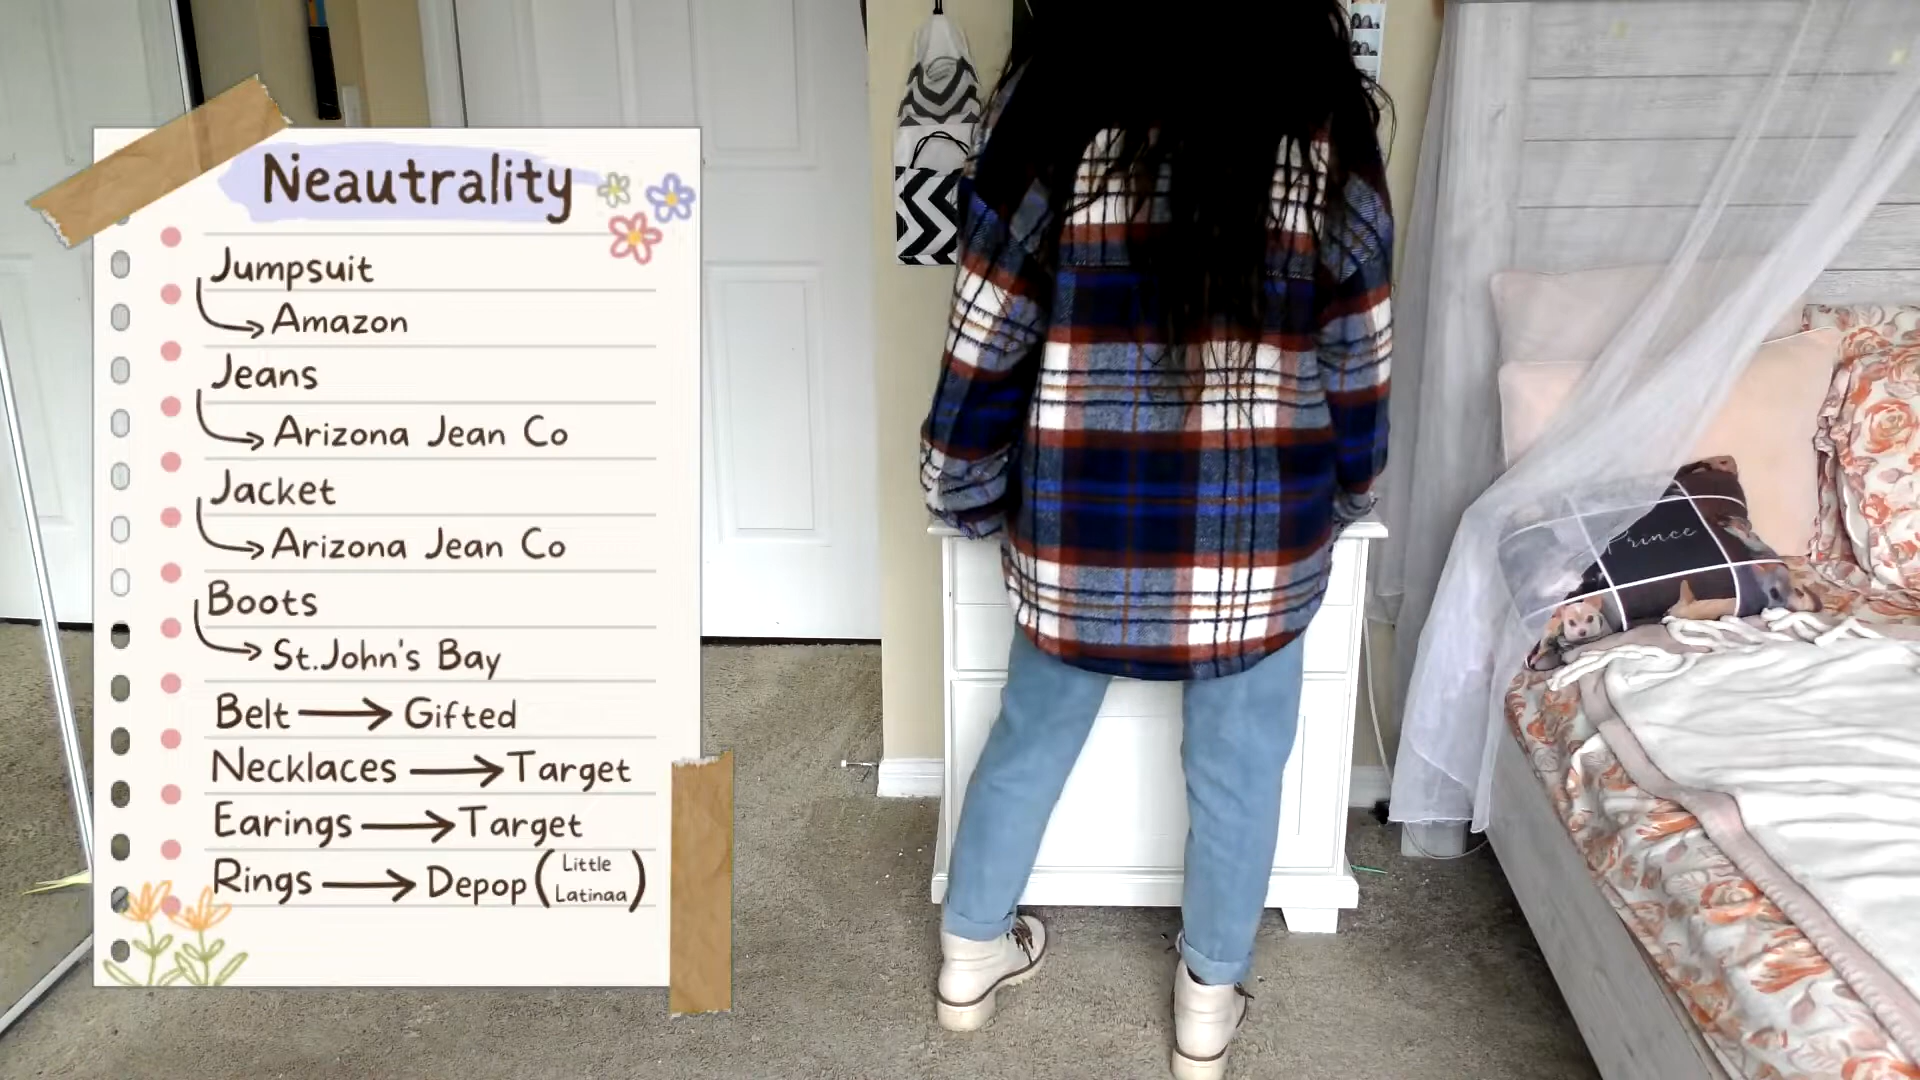 Neautrality
Jumpsuit
Amazon
Jeans
Arizona Jean Co
Jacket
Arizona Jean Co
Boots
St.John's Bay
Belt → Gifted
Necklaces → Target
Earings → Target
Rings → Depop (Little Latinaa)
Prince